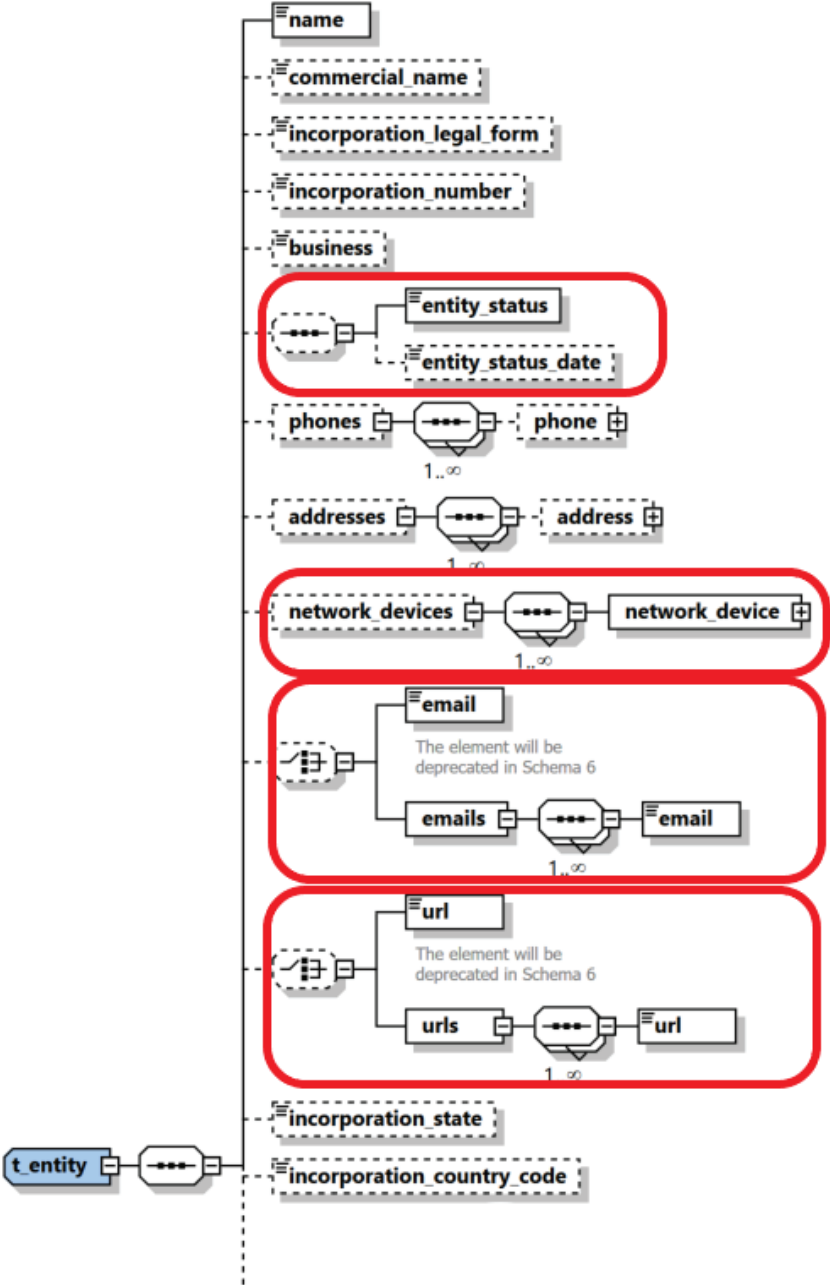 name
commercial_name
incorporation_legal_form
incorporation_number
business
entity_status
entity_status_date
phones
phone
1..∞
addresses
address
1..∞
network_devices
network_device
1..∞
email
The element will be
deprecated in Schema 6
emails
email
1..∞
url
The element will be
deprecated in Schema 6
urls
url
1..∞
incorporation_state
t_entity
incorporation_country_code